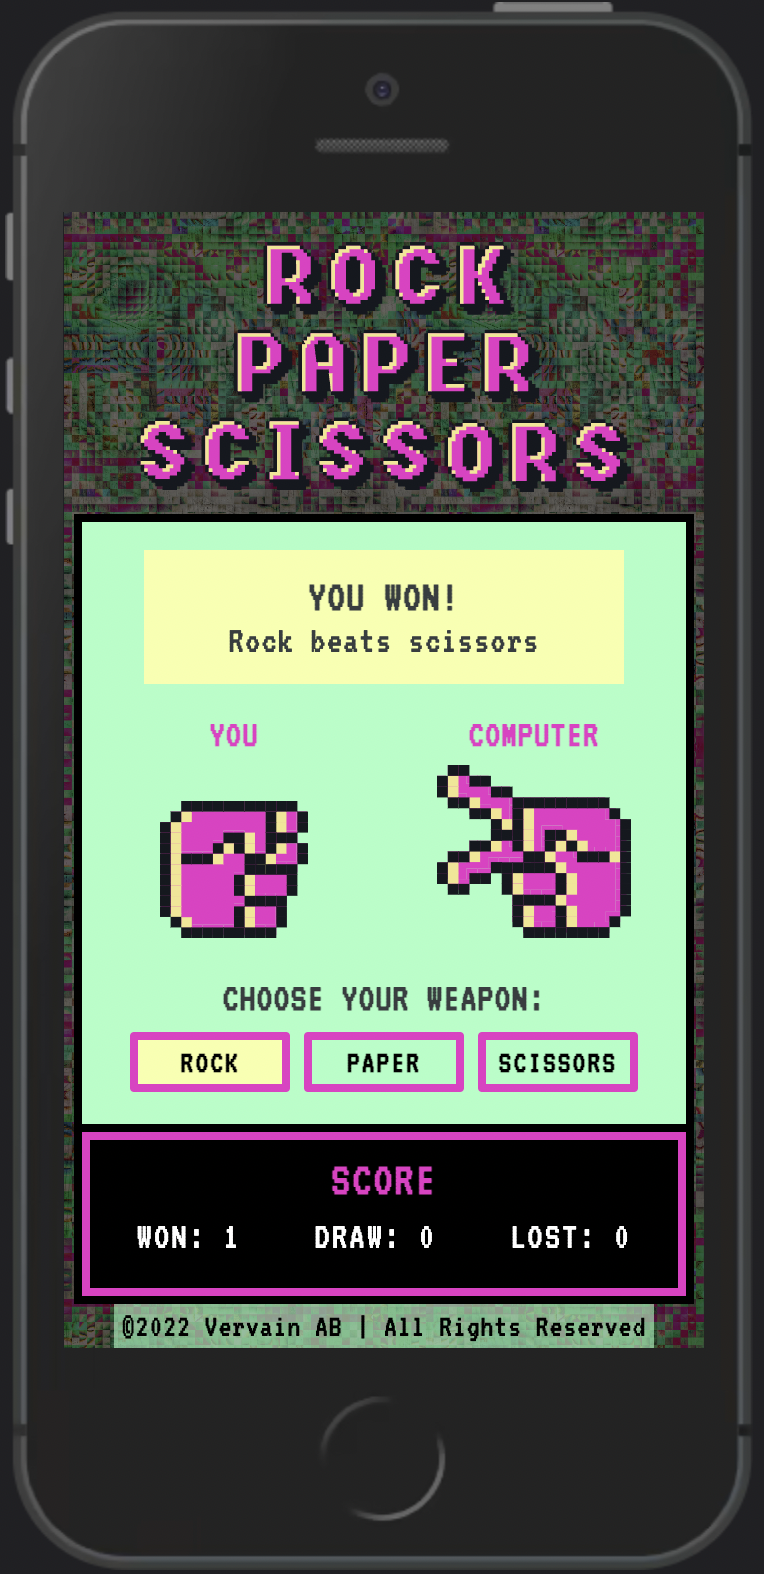 ROCK
PAPER
SCISSORS
YOU WON!
Rock beats scissors
YOU COMPUTER
CHOOSE YOUR WEAPON:
ROCK PAPER SCISSORS
SCORE
WON: 1 DRAW: 0 LOST: 0
©2022 Vervain AB | All Rights Reserved